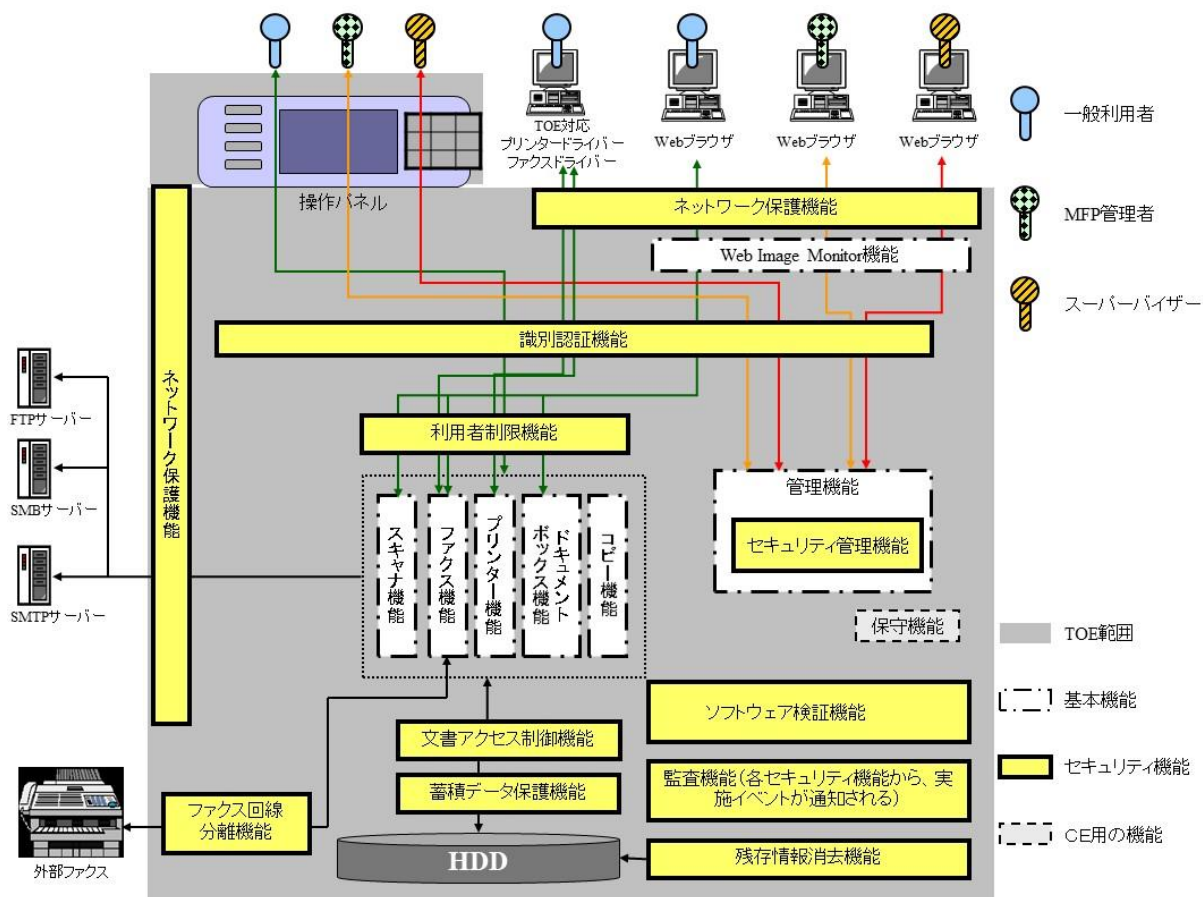 TOE対応
プリンタードライバー
ファクスドライバー
Webブラウザ
Webブラウザ
Webブラウザ
一般利用者
MFP管理者
スーパーバイザー
操作パネル
ネットワーク保護機能
Web Image Monitor機能
識別認証機能
ネットワーク保護機能
FTPサーバー
SMBサーバー
SMTPサーバー
利用者制限機能
スキャナ機能
ファクス機能
プリンター機能
ドキュメント
ボックス機能
コピー機能
管理機能
セキュリティ管理機能
保守機能
TOE範囲
基本機能
セキュリティ機能
CE用の機能
ソフトウェア検証機能
文書アクセス制御機能
監査機能(各セキュリティ機能から、実
施イベントが通知される)
蓄積データ保護機能
ファクス回線
分離機能
外部ファクス
HDD
残存情報消去機能